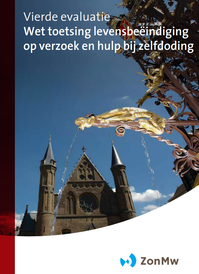 Vierde evaluatie
Wet toetsing levensbeëindiging
op verzoek en hulp bij zelfdoding
ZonMw